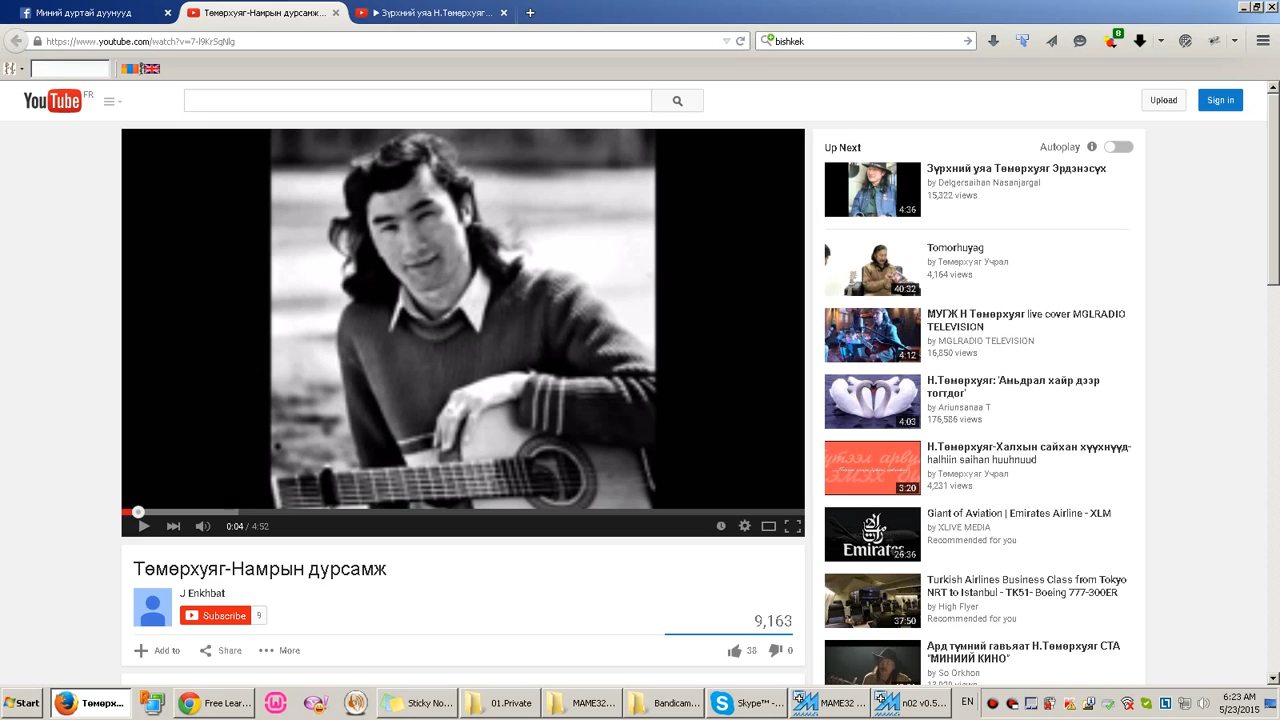 Миний дуртай дуунууд
Төмөрхуяг-Намрын дурсамж...
Зүрхний уяа Н.Төмөрхуяг...
https://www.youtube.com/watch?v=7-l9KrSqNlg
bishkek
8
YouTube FR
Upload
Sign in
Up Next
Autoplay
Зүрхний уяа Төмөрхуяг Эрдэнэсүх
by Delgersaihan Nasanjargal
15,322 views
4:36
Tomorhuyag
by Төмөрхуяг Учрал
4,164 views
40:32
МУГЖ Н Төмөрхуяг live cover MGLRADIO
TELEVISION
by MGLRADIO TELEVISION
16,850 views
4:12
Н.Төмөрхуяг: 'Амьдрал хайр дээр
тогтдог'
by Ariunsanaa T
176,586 views
4:03
Н.Төмөрхуяг-Халхын сайхан хүүхнүүд-
halhiin saihan huuhnuud
by Төмөрхуяг Учрал
4,231 views
3:20
Giant of Aviation | Emirates Airline - XLM
by XLIVE MEDIA
Recommended for you
Emirates
26:36
Turkish Airlines Business Class from Tokyo
NRT to Istanbul - TK51- Boeing 777-300ER
by High Flyer
Recommended for you
37:50
Ард түмний гавьяат Н.Төмөрхуяг СТА
"МИНИЙ КИНО"
by So Orkhon
0:04 / 4:52
Төмөрхуяг-Намрын дурсамж
J Enkhbat
Subscribe 9
9,163
Add to
Share
More
38
0
Start
Төмөрх...
Free Lear...
Sticky No...
01.Private
MAME32...
Bandicam...
Skype™ -...
MAME32 ...
n02 v0.5...
EN
6:23 AM
5/23/2015